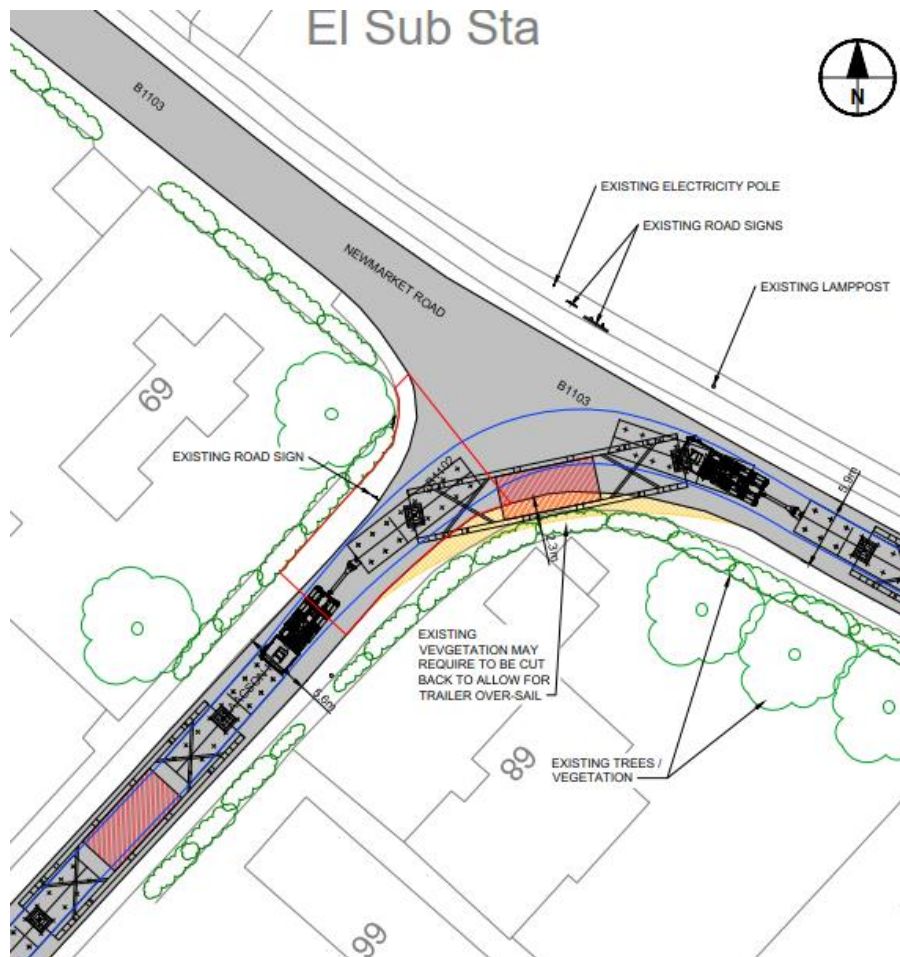 El Sub Sta
N
B1103
EXISTING ELECTRICITY POLE
EXISTING ROAD SIGNS
NEWMARKET ROAD
EXISTING LAMPPOST
B1103
69
EXISTING ROAD SIGN
5.9m
2.3m
EXISTING
VEVGETATION MAY
REQUIRE TO BE CUT
BACK TO ALLOW FOR
TRAILER OVER-SAIL
5.6m
89
EXISTING TREES /
VEGETATION
99